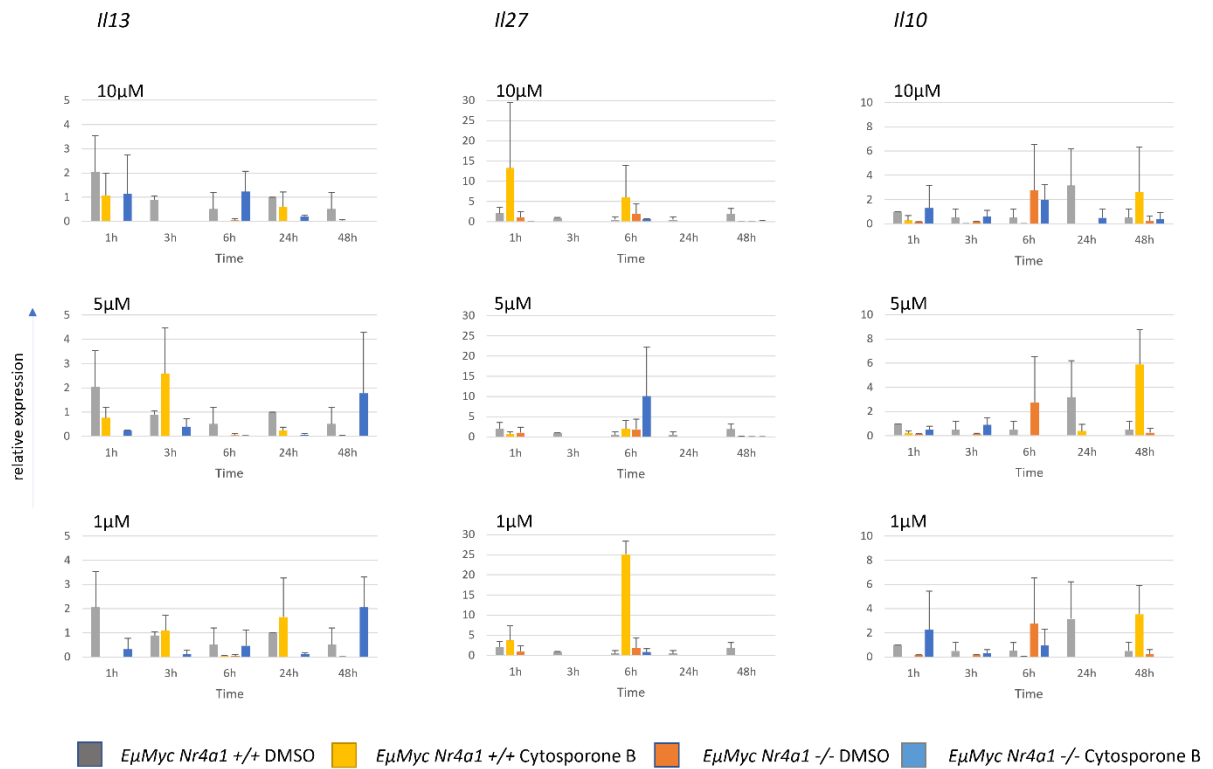 Il13 Il27 Il10
10µM 10µM 10µM
5 30 10
4 25 8
3 20 6
2 15 4
1 10 2
0 5 0
0
1h 3h 6h 24h 48h 1h 3h 6h 24h 48h 1h 3h 6h 24h 48h
Time Time Time
5µM 5µM 5µM
5 30 10
4 25 8
3 20 6
2 15 4
1 10 2
0 5 0
0
1h 3h 6h 24h 48h 1h 3h 6h 24h 48h 1h 3h 6h 24h 48h
Time Time Time
relative expression
1µM 1µM 1µM
5 30 10
4 25 8
3 20 6
2 15 4
1 10 2
0 5 0
0
1h 3h 6h 24h 48h 1h 3h 6h 24h 48h 1h 3h 6h 24h 48h
Time Time Time
EµMyc Nr4a1 +/+ DMSO EµMyc Nr4a1 +/+ Cytosporone B EµMyc Nr4a1 -/- DMSO EµMyc Nr4a1 -/- Cytosporone B